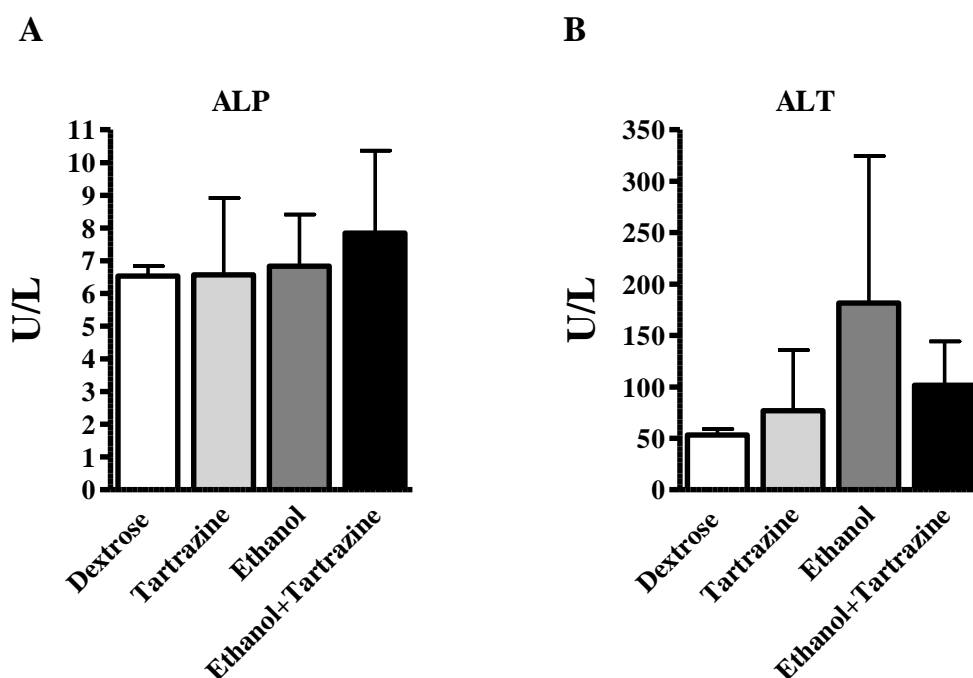 A
ALP
11
10
9
8
7
6
5
4
3
2
1
0
U/L
Dextrose
Tartrazine
Ethanol
Ethanol+Tartrazine
B
ALT
350
300
250
200
150
100
50
0
U/L
Dextrose
Tartrazine
Ethanol
Ethanol+Tartrazine